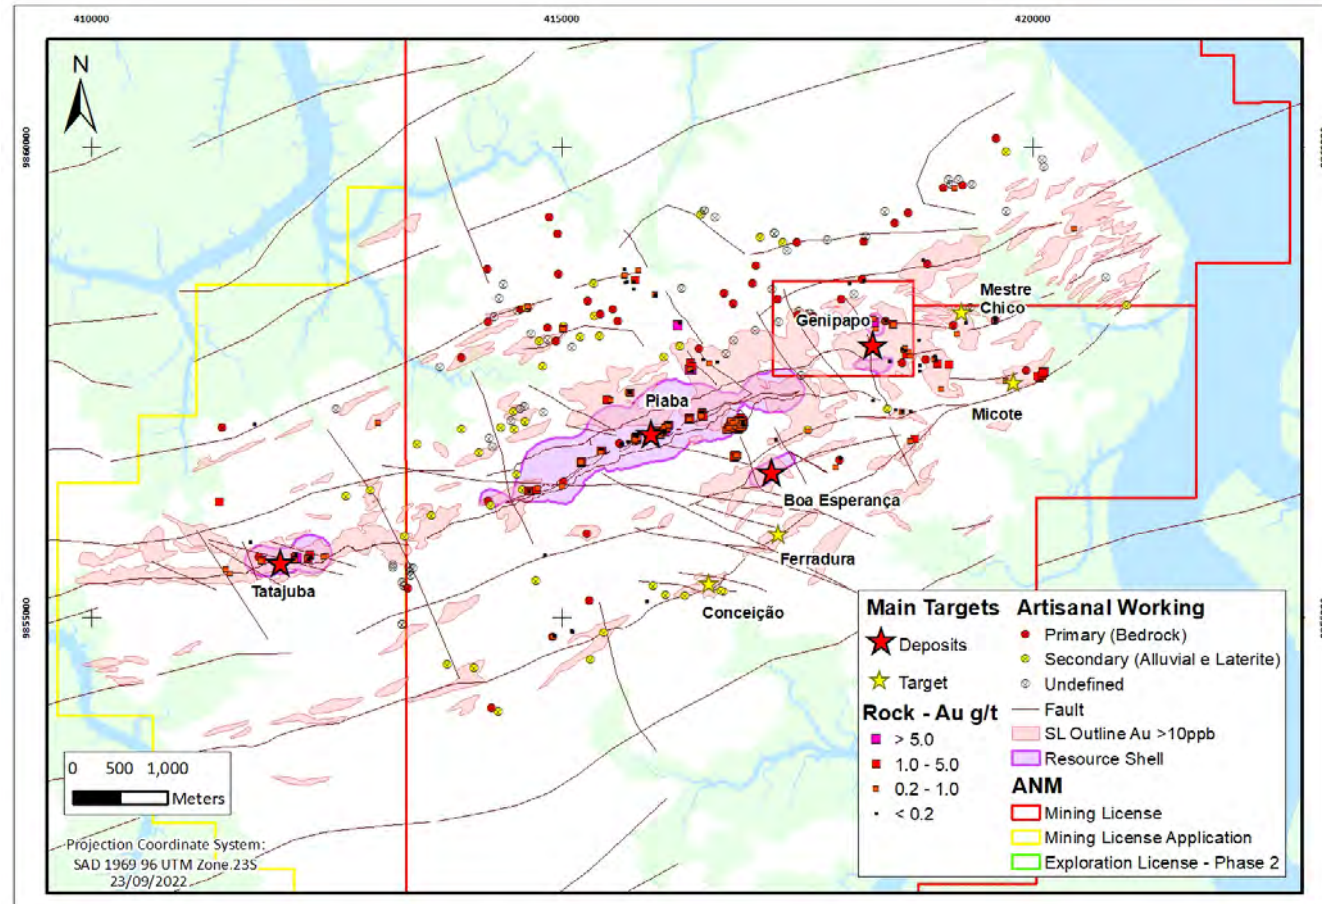 410000
415000
420000
N
9860000
Mestre
Chico
Genipapo
Micote
Piaba
Boa Esperança
Ferradura
Tatajuba
Conceição
9855000
Main Targets
Deposits
Target
Rock - Au g/t
> 5.0
1.0 - 5.0
0.2 - 1.0
< 0.2
Artisanal Working
Primary (Bedrock)
Secondary (Alluvial e Laterite)
Undefined
Fault
SL Outline Au >10ppb
Resource Shell
ANM
Mining License
Mining License Application
Exploration License - Phase 2
0 500 1,000
Meters
Projection Coordinate System:
SAD 1969 96 UTM Zone.23S
23/09/2022